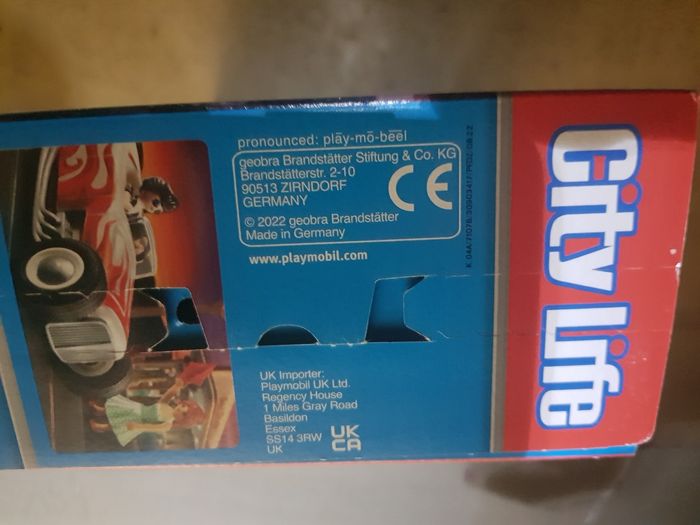 City Life
pronounced: plāy-mō-bēēl
geobra Brandstätter Stiftung & Co. KG
Brandstätterstr. 2-10
90513 ZIRNDORF
GERMANY
CE
© 2022 geobra Brandstätter
Made in Germany
www.playmobil.com
UK Importer:
Playmobil UK Ltd.
Regency House
1 Miles Gray Road
Basildon
Essex
SS14 3RW
UK
UK
CA